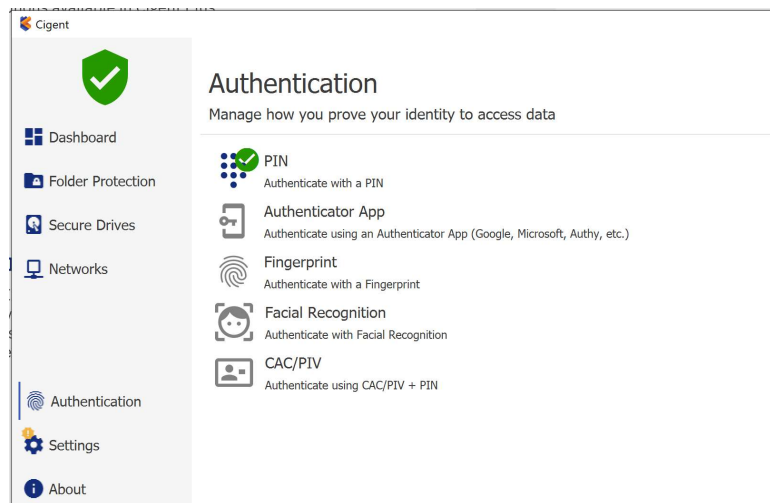 Cigent
Dashboard
Folder Protection
Secure Drives
Networks
Authentication
Settings
About
Authentication
Manage how you prove your identity to access data
PIN
Authenticate with a PIN
Authenticator App
Authenticate using an Authenticator App (Google, Microsoft, Authy, etc.)
Fingerprint
Authenticate with a Fingerprint
Facial Recognition
Authenticate with Facial Recognition
CAC/PIV
Authenticate using CAC/PIV + PIN